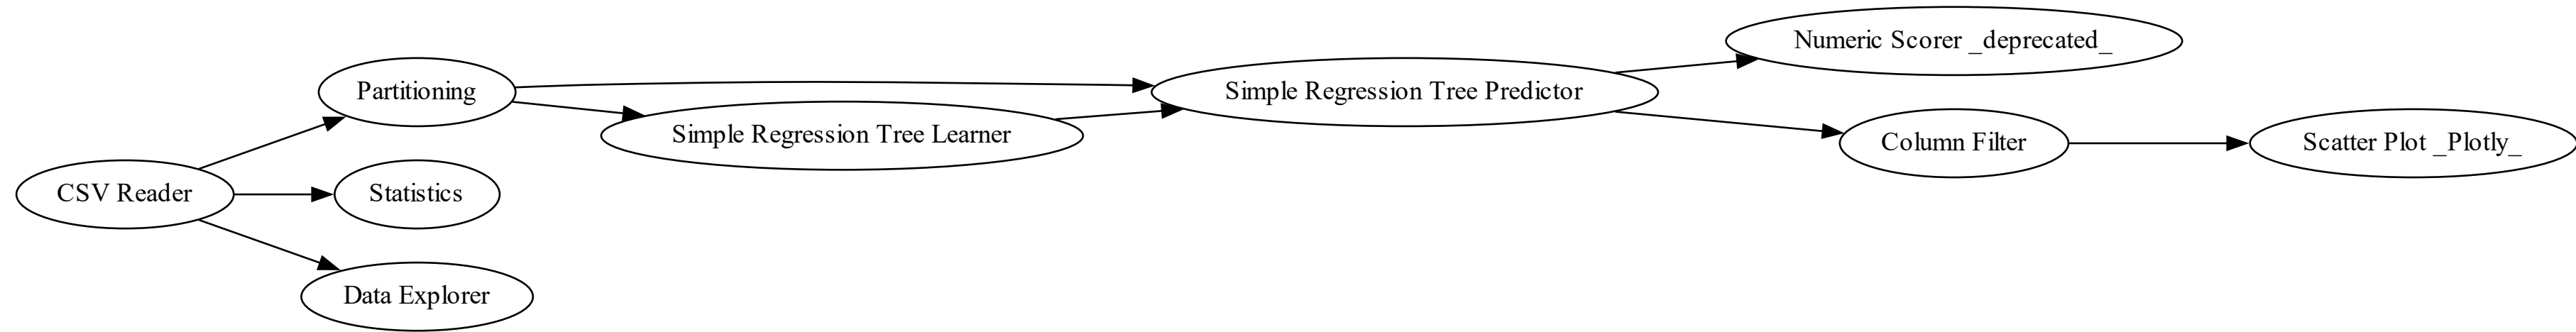 CSV Reader
Partitioning
Statistics
Data Explorer
Simple Regression Tree Learner
Simple Regression Tree Predictor
Numeric Scorer _deprecated_
Column Filter
Scatter Plot _Plotly_